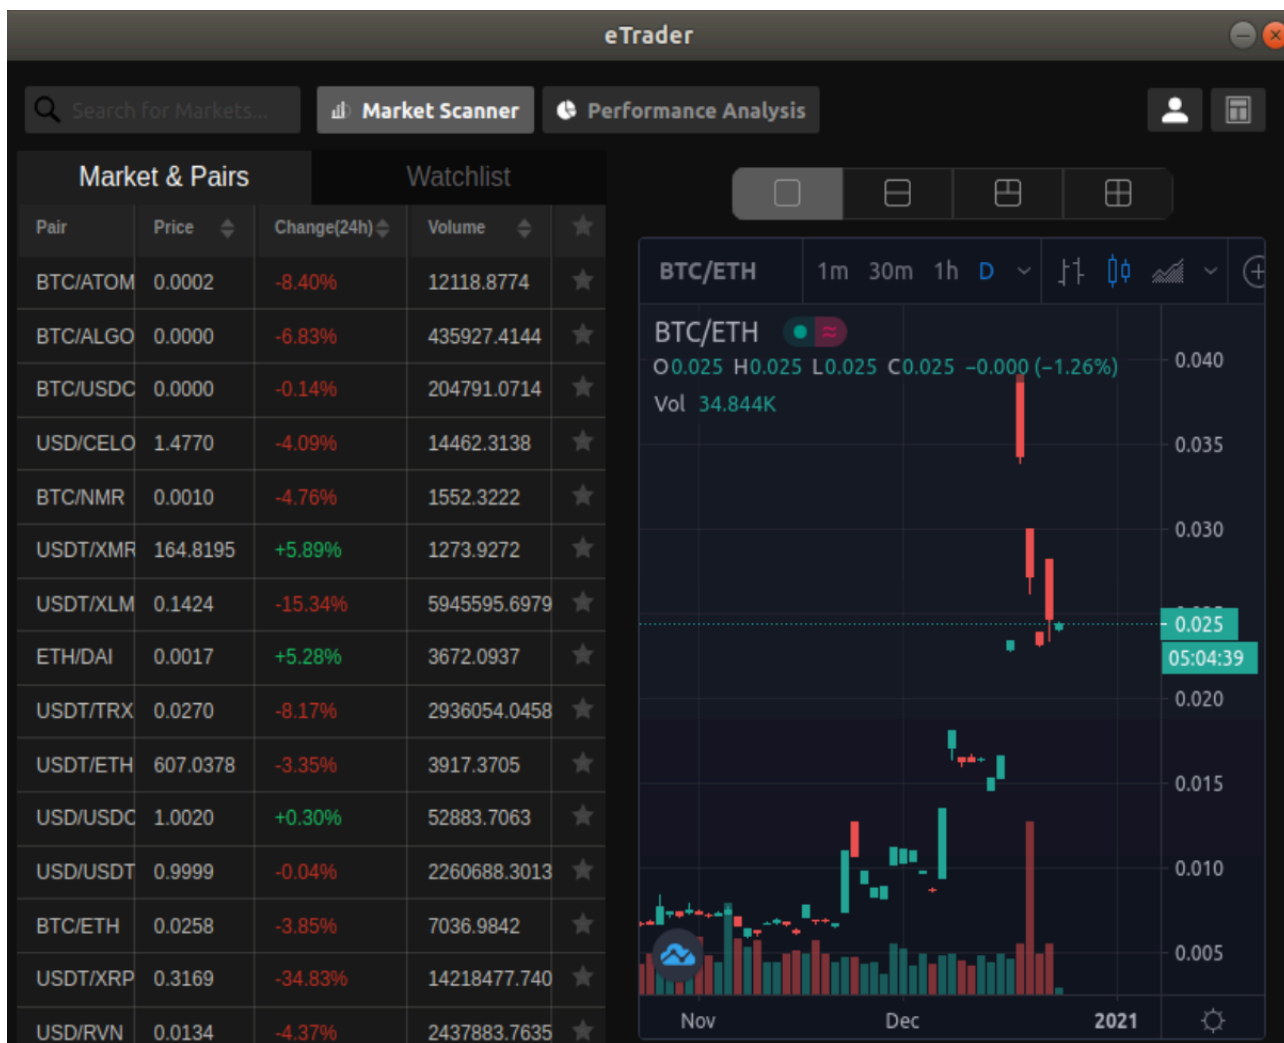 eTrader
Search for Markets... Market Scanner Performance Analysis
Market & Pairs Watchlist
Pair Price Change(24h) Volume
BTC/ATOM 0.0002 -8.40% 12118.8774
BTC/ALGO 0.0000 -6.83% 435927.4144
BTC/USDC 0.0000 -0.14% 204791.0714
USD/CELO 1.4770 -4.09% 14462.3138
BTC/NMR 0.0010 -4.76% 1552.3222
USDT/XMR 164.8195 +5.89% 1273.9272
USDT/XLM 0.1424 -15.34% 5945595.6979
ETH/DAI 0.0017 +5.28% 3672.0937
USDT/TRX 0.0270 -8.17% 2936054.0458
USDT/ETH 607.0378 -3.35% 3917.3705
USD/USDC 1.0020 +0.30% 52883.7063
USD/USDT 0.9999 -0.04% 2260688.3013
BTC/ETH 0.0258 -3.85% 7036.9842
USDT/XRP 0.3169 -34.83% 14218477.740
USD/RVN 0.0134 -4.37% 2437883.7635
BTC/ETH 1m 30m 1h D
BTC/ETH
O0.025 H0.025 L0.025 C0.025 −0.000 (−1.26%)
Vol 34.844K
0.040
0.035
0.030
0.025
05:04:39
0.020
0.015
0.010
0.005
Nov Dec 2021